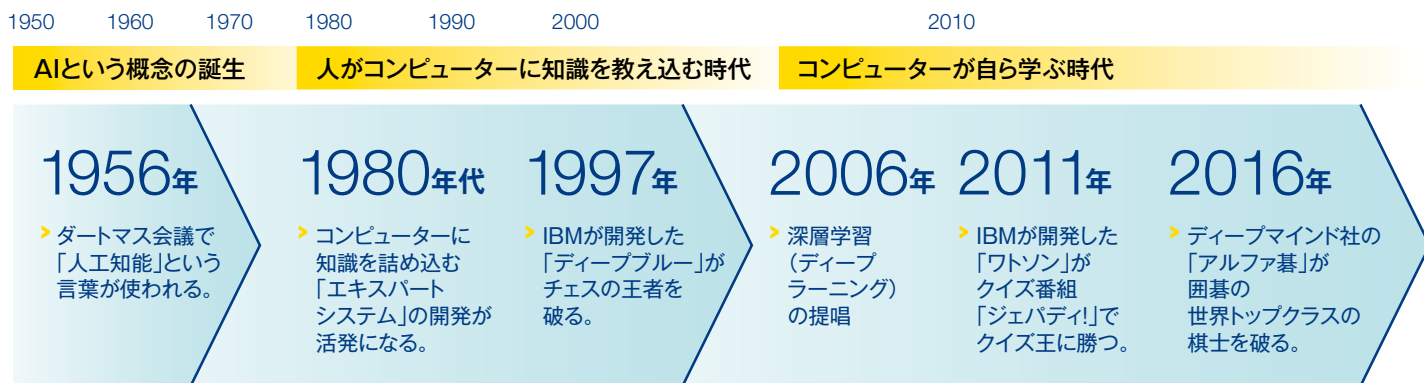 1950 1960 1970 1980 1990 2000 2010
AIという概念の誕生
人がコンピューターに知識を教え込む時代
コンピューターが自ら学ぶ時代
1956年
› ダートマス会議で
「人工知能」という
言葉が使われる。
1980年代
› コンピューターに
知識を詰め込む
「エキスパート
システム」の開発が
活発になる。
1997年
› IBMが開発した
「ディープブルー」が
チェスの王者を
破る。
2006年
› 深層学習
（ディープ
ラーニング）
の提唱
2011年
› IBMが開発した
「ワトソン」が
クイズ番組
「ジェパディ!」で
クイズ王に勝つ。
2016年
› ディープマインド社の
「アルファ碁」が
囲碁の
世界トップクラスの
棋士を破る。